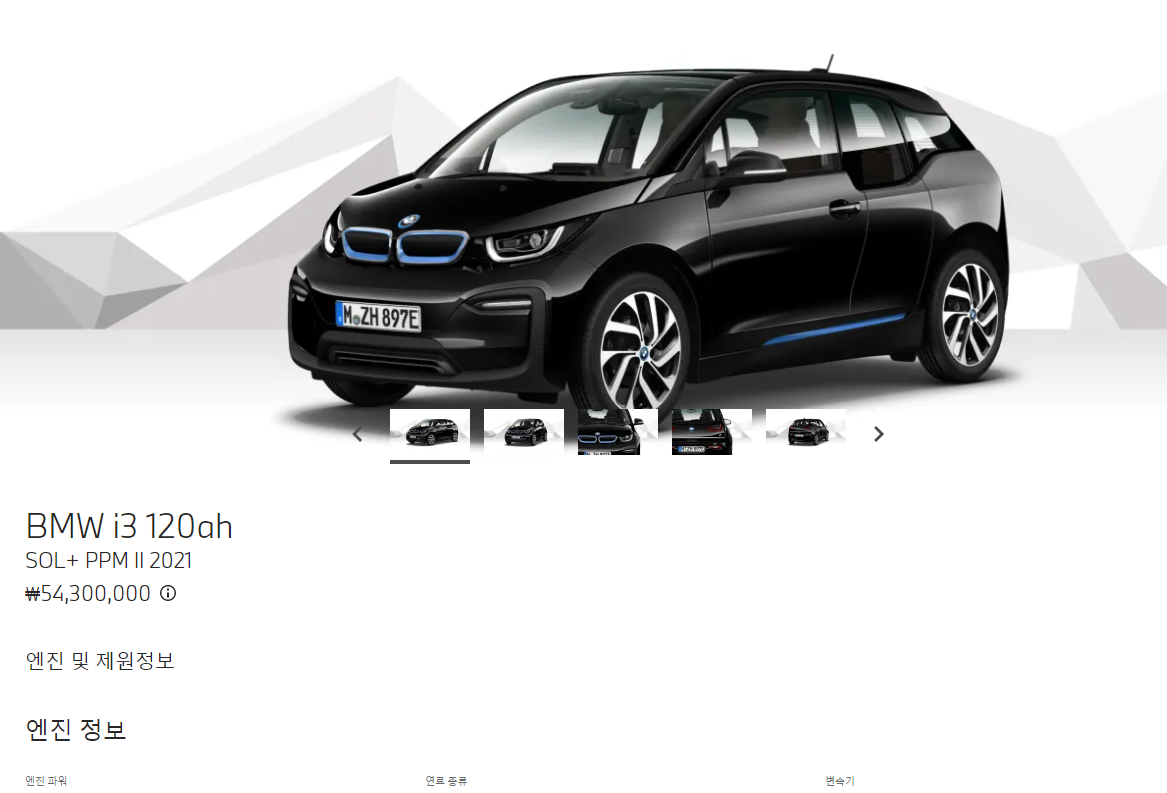 M ZH 897E
BMW i3 120ah
SOL+ PPM II 2021
₩54,300,000
엔진 및 제원정보
엔진 정보
엔진 파워 연료 종류 변속기